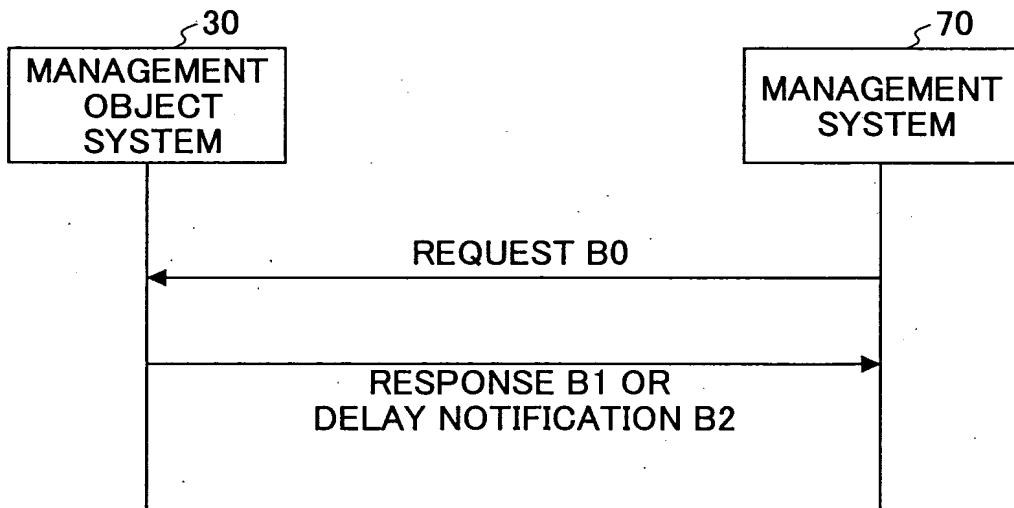 30
70
MANAGEMENT
OBJECT
SYSTEM
MANAGEMENT
SYSTEM
REQUEST B0
RESPONSE B1 OR
DELAY NOTIFICATION B2